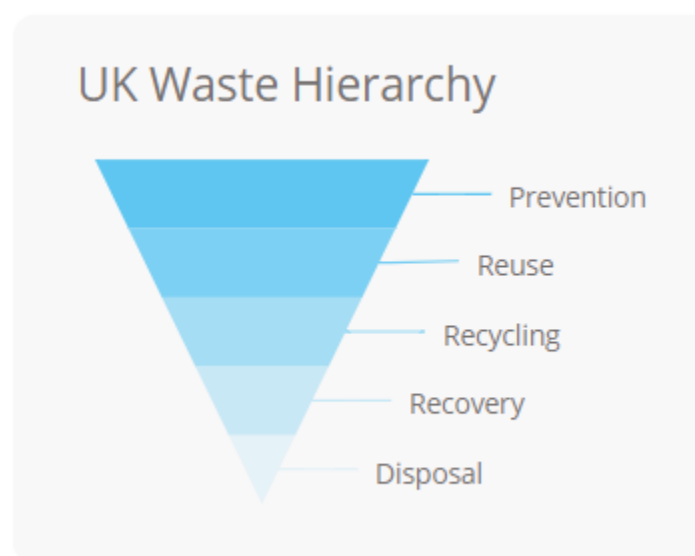 UK Waste Hierarchy
Prevention
Reuse
Recycling
Recovery
Disposal